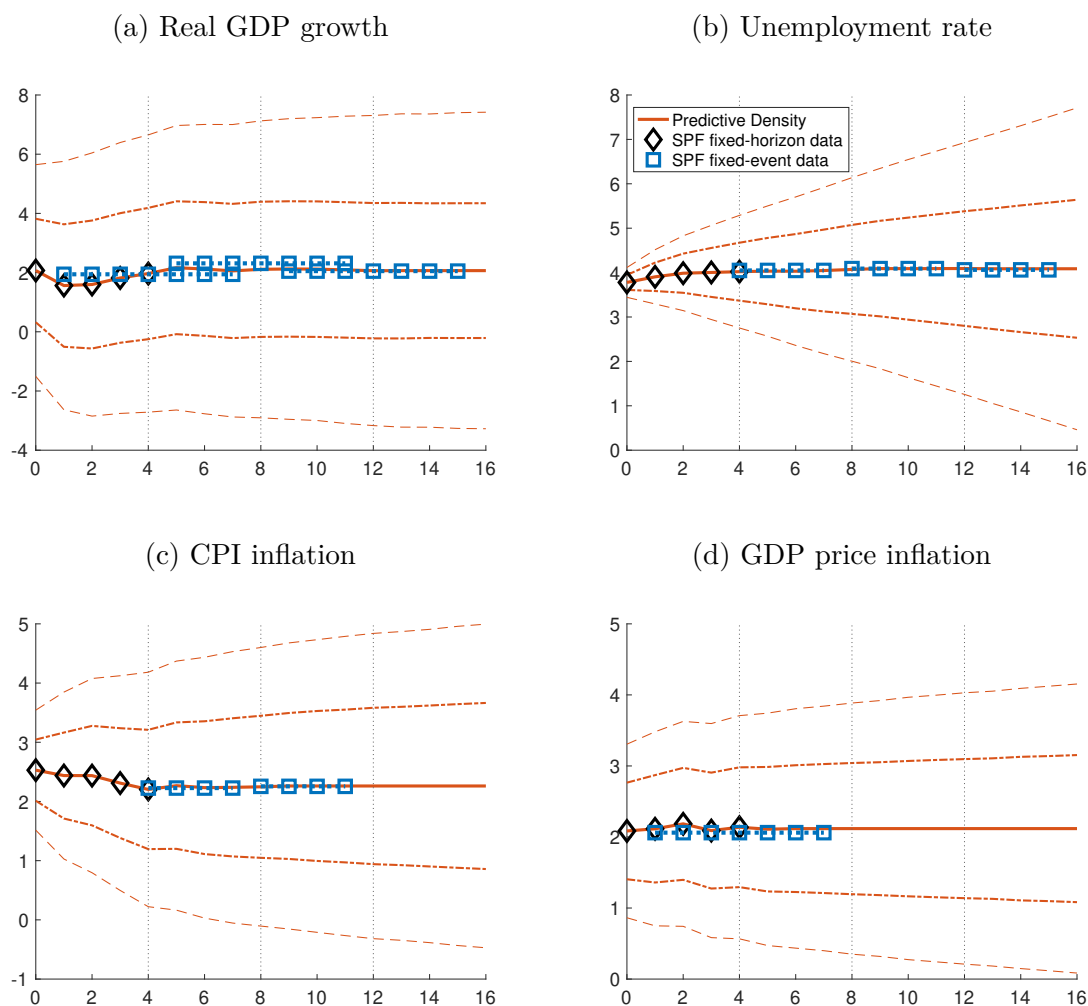 (a) Real GDP growth
8
6
4
2
0
-2
-4
0 2 4 6 8 10 12 14 16
(b) Unemployment rate
8
7
6
5
4
3
2
1
0
0 2 4 6 8 10 12 14 16
Predictive Density
SPF fixed-horizon data
SPF fixed-event data
(c) CPI inflation
5
4
3
2
1
0
-1
0 2 4 6 8 10 12 14 16
(d) GDP price inflation
5
4
3
2
1
0
0 2 4 6 8 10 12 14 16